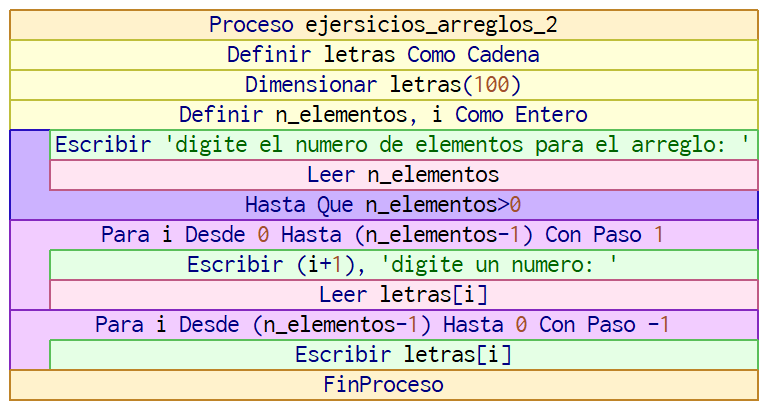 Proceso ejersicios_arreglos_2
Definir letras Como Cadena
Dimensionar letras(100)
Definir n_elementos, i Como Entero
Escribir 'digite el numero de elementos para el arreglo: '
Leer n_elementos
Hasta Que n_elementos>0
Para i Desde 0 Hasta (n_elementos-1) Con Paso 1
Escribir (i+1), 'digite un numero: '
Leer letras[i]
Para i Desde (n_elementos-1) Hasta 0 Con Paso -1
Escribir letras[i]
FinProceso